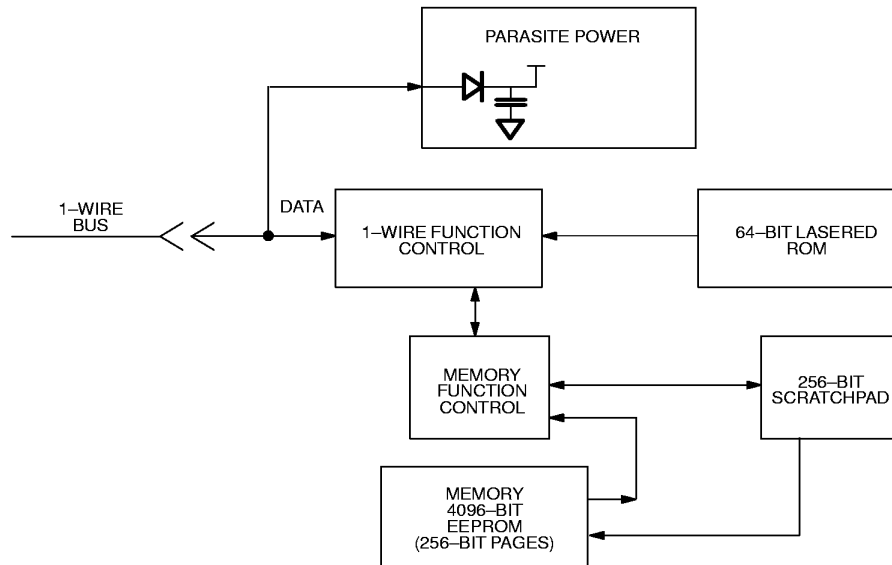 PARASITE POWER
1–WIRE
BUS
DATA
1–WIRE FUNCTION
CONTROL
64–BIT LASERED
ROM
MEMORY
FUNCTION
CONTROL
256–BIT
SCRATCHPAD
MEMORY
4096–BIT
EEPROM
(256–BIT PAGES)